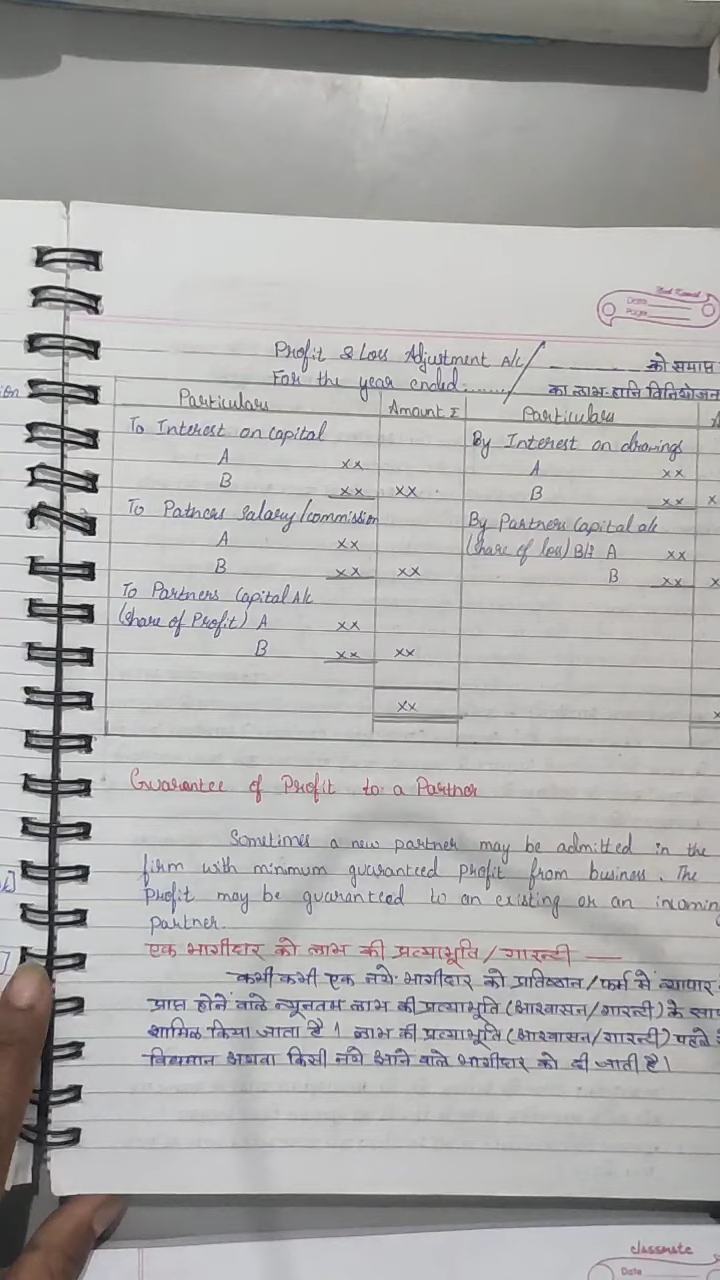 Date
Page
Profit & Loss Adjustment A/c / को समाप्त
For the year ended....... / का लाभ-हानि विनियोजन
Particulars Amount ₹ Particulars
To Interest on capital By Interest on drawings
A xx A xx
B xx xx B xx x
To Patners Salary/commission By Partners Capital a/c
A xx (Share of loss) B/f A xx
B xx xx B xx x
To Partners Capital A/c
(Share of Profit) A xx
B xx xx
xx x
Guarantee of Profit to a Partner
Sometimes a new partner may be admitted in the
firm with minimum guaranteed profit from business. The
Profit may be guaranteed to an existing or an incoming
partner.
एक भागीदार को लाभ की प्रत्याभूति/गारन्टी —
कभी कभी एक नये भागीदार को प्रतिष्ठान/फर्म में व्यापार
प्राप्त होने वाले न्यूनतम लाभ की प्रत्याभूति (आश्वासन/गारन्टी) के साथ
शामिल किया जाता है। लाभ की प्रत्याभूति (आश्वासन/गारन्टी) पहले
विद्यमान अथवा किसी नये आने वाले भागीदार को दी जाती है।
classmate
Date